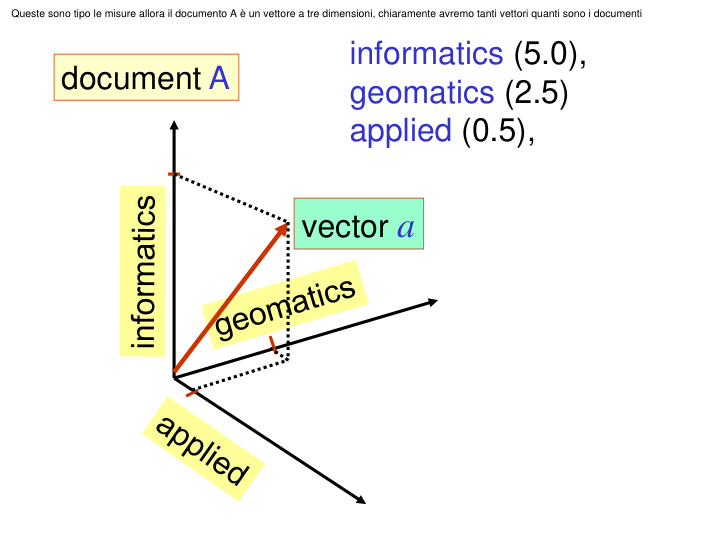 Queste sono tipo le misure allora il documento A è un vettore a tre dimensioni, chiaramente avremo tanti vettori quanti sono i documenti
document A
informatics (5.0),
geomatics (2.5)
applied (0.5),
informatics
vector a
geomatics
applied